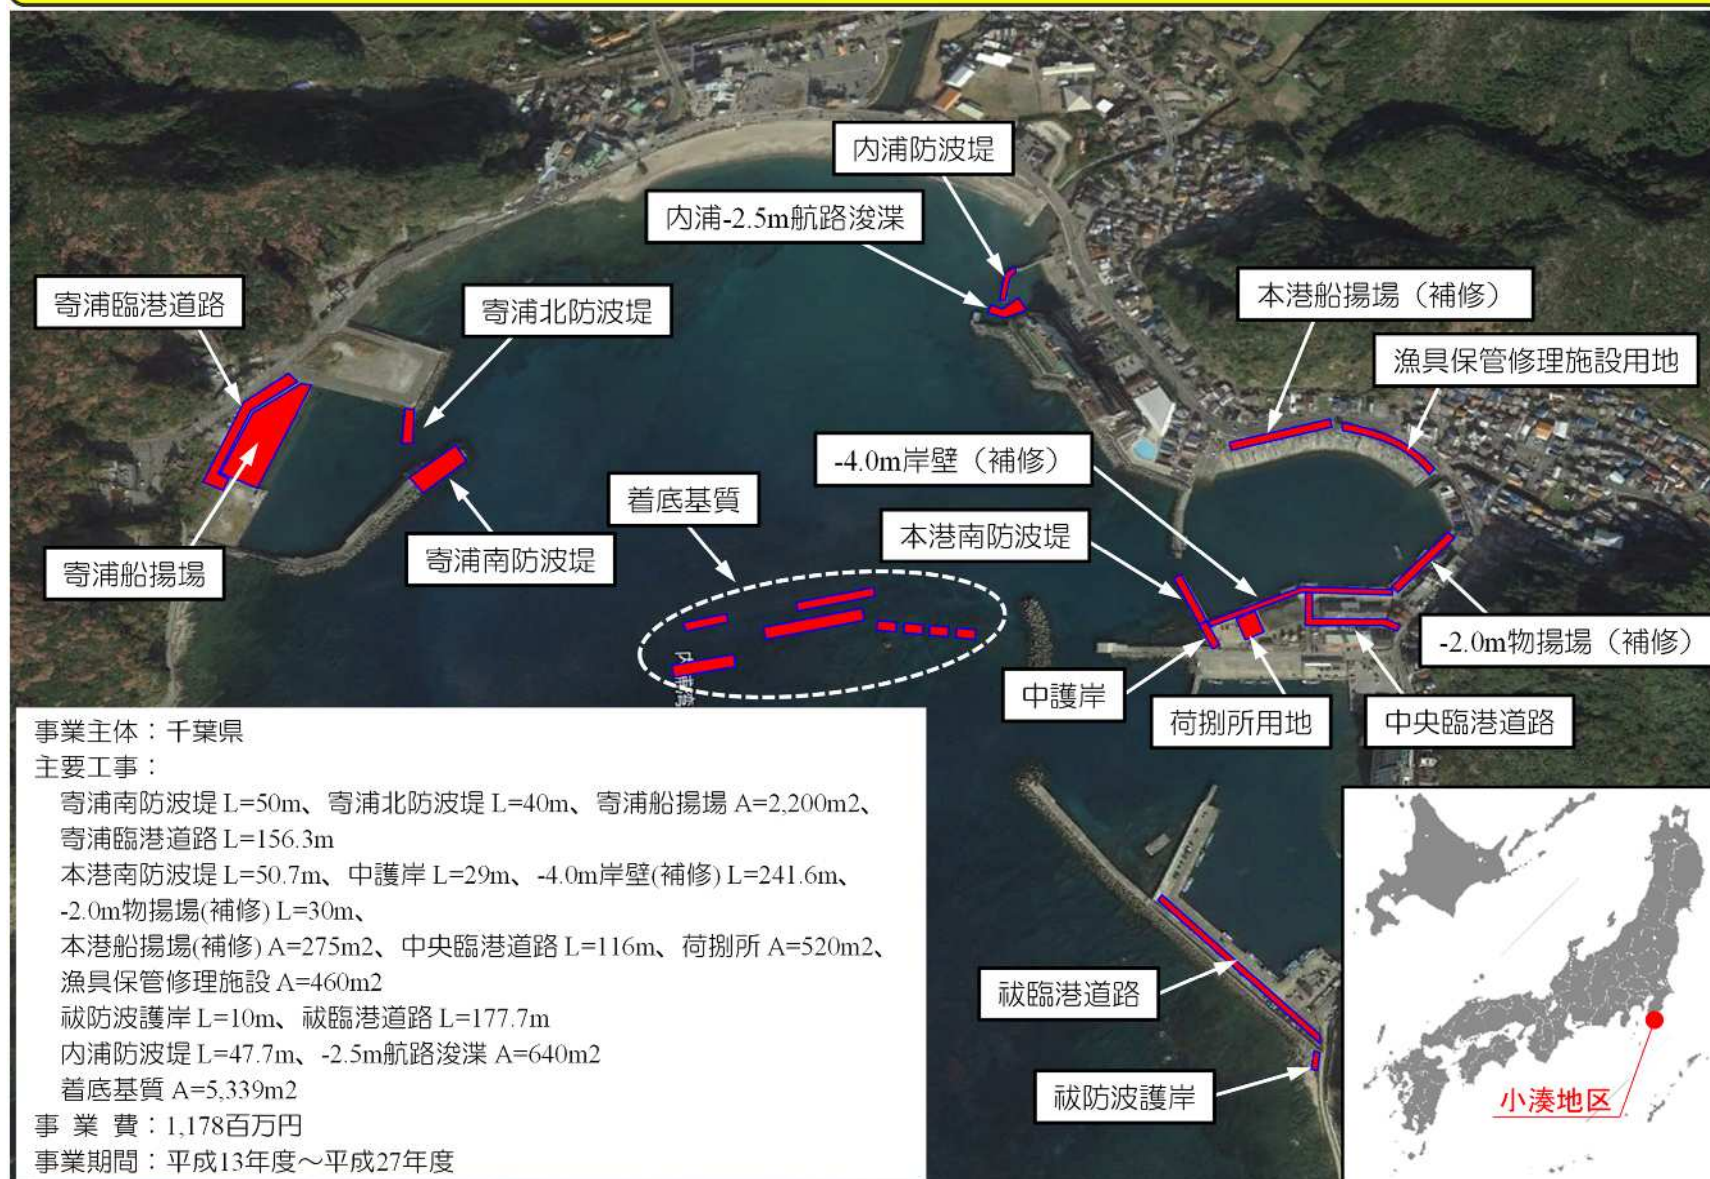 内浦防波堤
内浦-2.5m航路浚渫
寄浦臨港道路
寄浦北防波堤
本港船揚場（補修）
漁具保管修理施設用地
-4.0m岸壁（補修）
着底基質
本港南防波堤
寄浦船揚場
寄浦南防波堤
-2.0m物揚場（補修）
中護岸
荷捌所用地
中央臨港道路
事業主体：千葉県
主要工事：
寄浦南防波堤 L=50m、寄浦北防波堤 L=40m、寄浦船揚場 A=2,200m2、
寄浦臨港道路 L=156.3m
本港南防波堤 L=50.7m、中護岸 L=29m、-4.0m岸壁(補修) L=241.6m、
-2.0m物揚場(補修) L=30m、
本港船揚場(補修) A=275m2、中央臨港道路 L=116m、荷捌所 A=520m2、
漁具保管修理施設 A=460m2
祓防波護岸 L=10m、祓臨港道路 L=177.7m
内浦防波堤 L=47.7m、-2.5m航路浚渫 A=640m2
着底基質 A=5,339m2
事 業 費：1,178百万円
事業期間：平成13年度～平成27年度
祓臨港道路
祓防波護岸
小湊地区